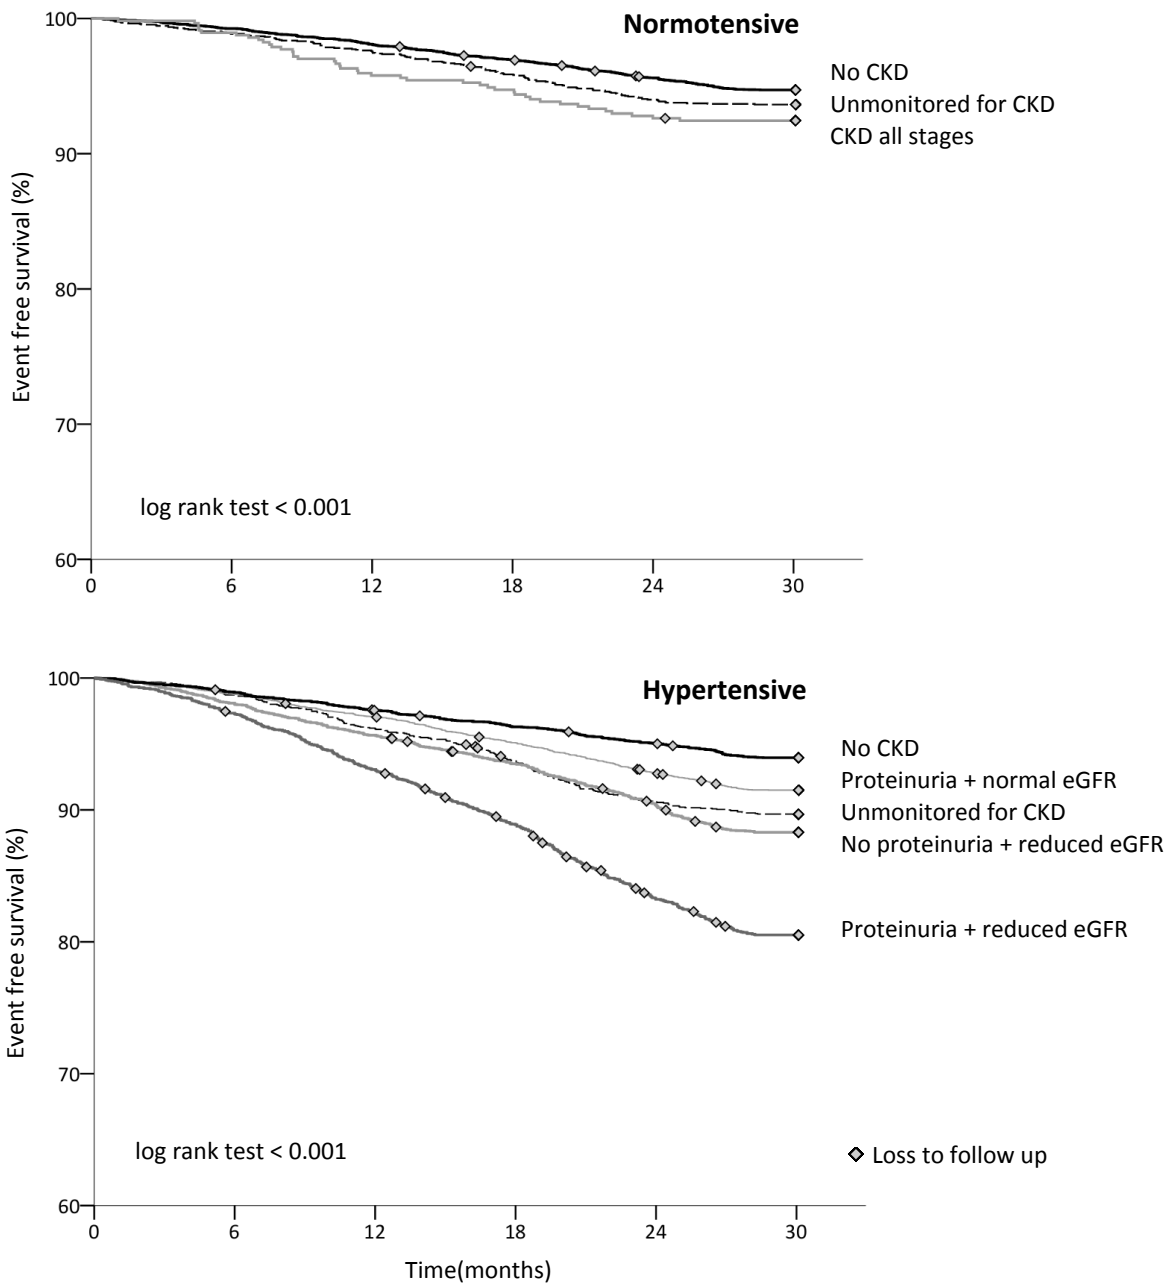 Normotensive
100
90
80
70
60
Event free survival (%)
No CKD
Unmonitored for CKD
CKD all stages
log rank test < 0.001
0 6 12 18 24 30
Hypertensive
100
90
80
70
60
Event free survival (%)
No CKD
Proteinuria + normal eGFR
Unmonitored for CKD
No proteinuria + reduced eGFR
Proteinuria + reduced eGFR
log rank test < 0.001
Loss to follow up
0 6 12 18 24 30
Time(months)